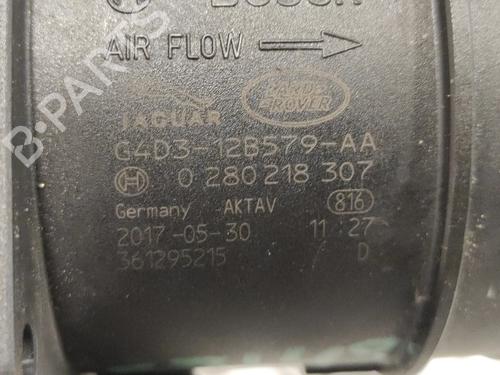 BOSCH
AIR FLOW
JAGUAR
LAND ROVER
G4D3-12B579-AA
0 280 218 307
Germany AKTAV 816
2017-05-30 11 27
361295215 D